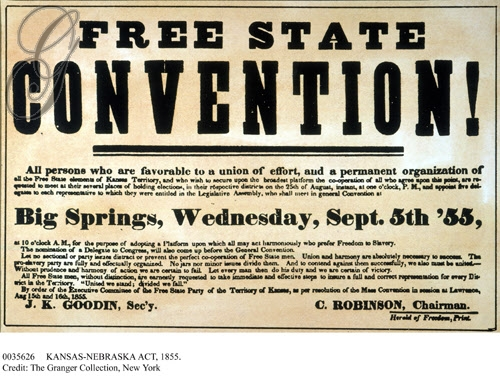 G
FREE STATE
CONVENTION!
All persons who are favorable to a union of effort, and a permanent organization of
all the Free State elements of Kansas Territory, and who wish to secure upon the broadest platform the co-operation of all who agree upon this point, are re-
quested to meet at their several places of holding elections, in their respective districts on the 25th of August, instant, at one o'clock, P. M., and appoint five dele-
gates to each representative to which they were entitled in the Legislative Assembly, who shall meet in general Convention at
Big Springs, Wednesday, Sept. 5th '55,
at 10 o'clock A. M., for the purpose of adopting a Platform upon which all may act harmoniously who prefer Freedom to Slavery.
The nomination of a Delegate to Congress, will also come up before the General Convention.
Let no sectional or party issues distract or prevent the perfect co-operation of Free State men. Union and harmony are absolutely necessary to success. The
pro-slavery party are fully and effectually organized. No jars nor minor issues divide them. And to contend against them successfully, we also must be united.
Without prudence and harmony of action we are certain to fail. Let every man then do his duty and we are certain of victory.
All Free State men, without distinction, are earnestly requested to take immediate and effective steps to insure a full and correct representation for every Dis-
trict in the Territory. "United we stand; divided we fall."
By order of the Executive Committee of the Free State Party of the Territory of Kansas, as per resolution of the Mass Convention in session at Lawrence,
Aug 15th and 16th, 1855.
J. K. GOODIN, Sec'y. C. ROBINSON, Chairman.
Herald of Freedom, Print.
0035626 KANSAS-NEBRASKA ACT, 1855.
Credit: The Granger Collection, New York